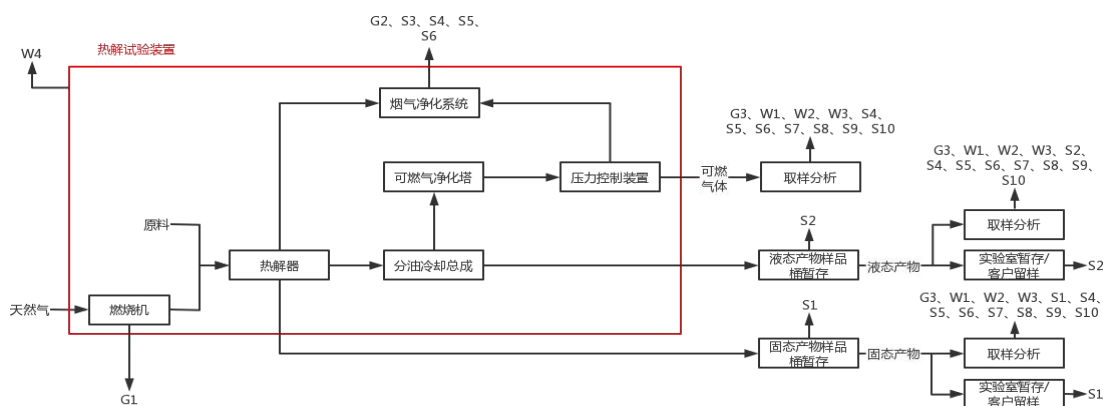 G2、S3、S4、S5、
S6
W4
热解试验装置
烟气净化系统
G3、W1、W2、W3、S4、
S5、S6、S7、S8、S9、S10
G3、W1、W2、W3、S2、
S4、S5、S6、S7、S8、S9、
S10
可燃气净化塔
压力控制装置
可燃
气体
取样分析
原料
S2
取样分析
热解器
分油冷却总成
液态产物样品
桶暂存
液态产物
实验室暂存/
客户留样
S2
天然气
燃烧机
G3、W1、W2、W3、S1、S4、
S5、S6、S7、S8、S9、S10
S1
固态产物样品
桶暂存
固态产物
取样分析
实验室暂存/
客户留样
S1
G1